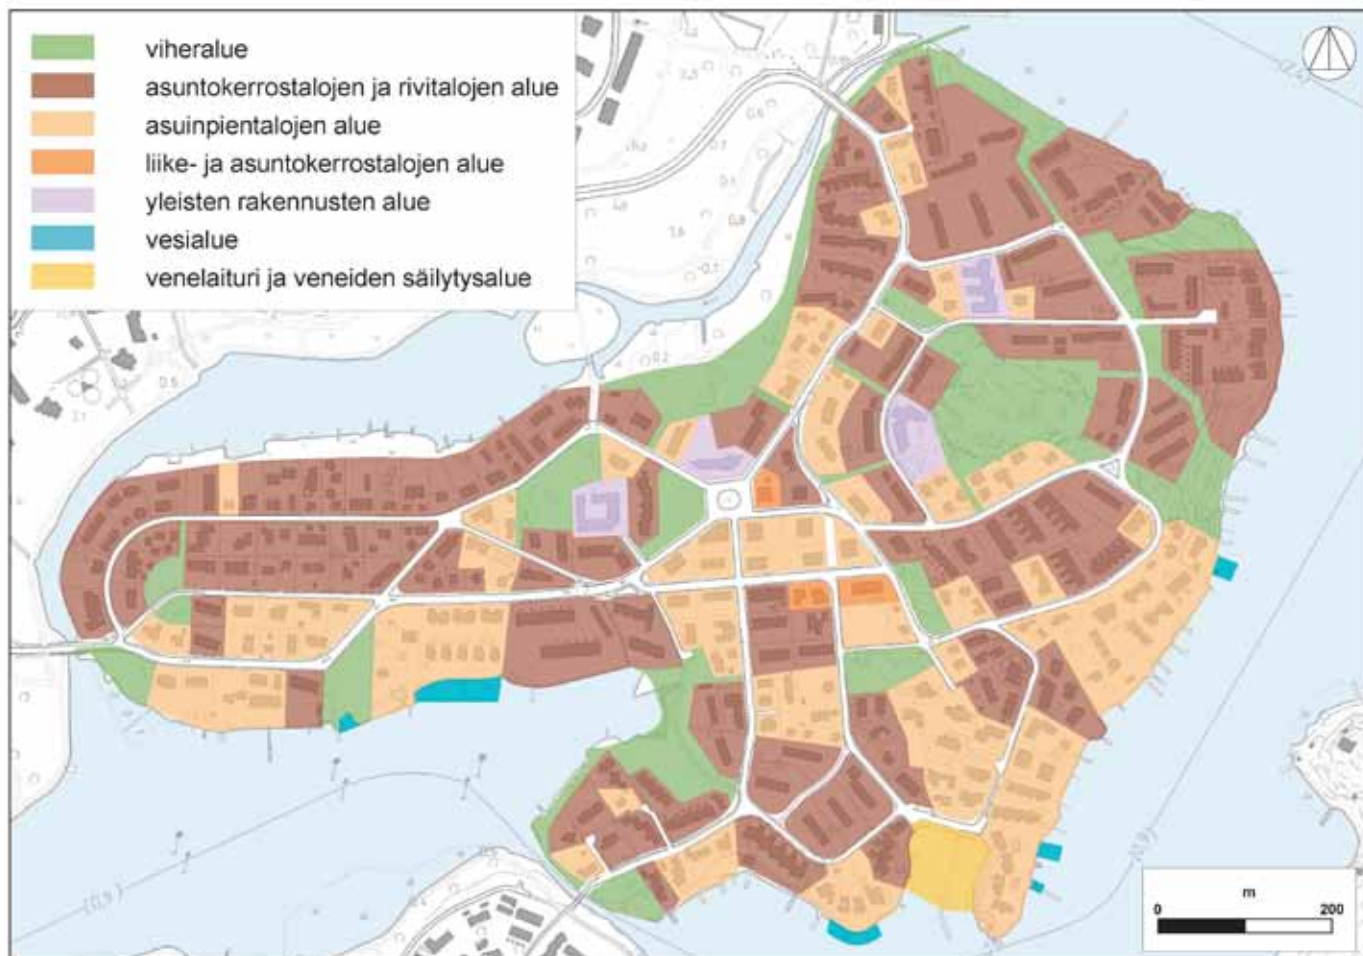 viheralue
asuntokerrostalojen ja rivitalojen alue
asuinpientalojen alue
liike- ja asuntokerrostalojen alue
yleisten rakennusten alue
vesialue
venelaituri ja veneiden säilytysalue
m
0 200